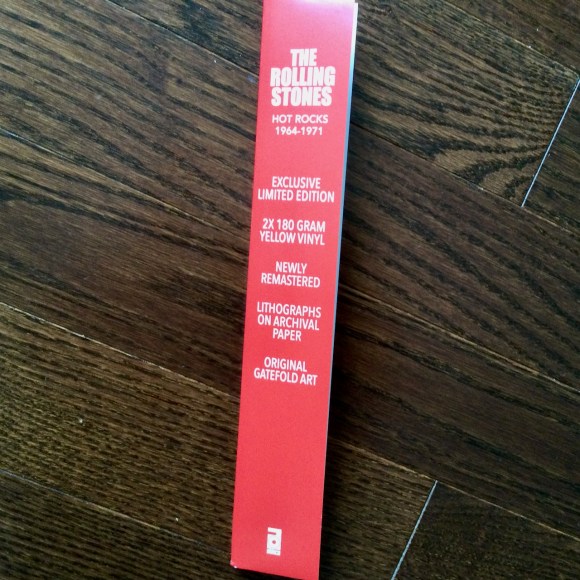 THE
ROLLING
STONES
HOT ROCKS
1964-1971
EXCLUSIVE
LIMITED EDITION
2X 180 GRAM
YELLOW VINYL
NEWLY
REMASTERED
LITHOGRAPHS
ON ARCHIVAL
PAPER
ORIGINAL
GATEFOLD ART